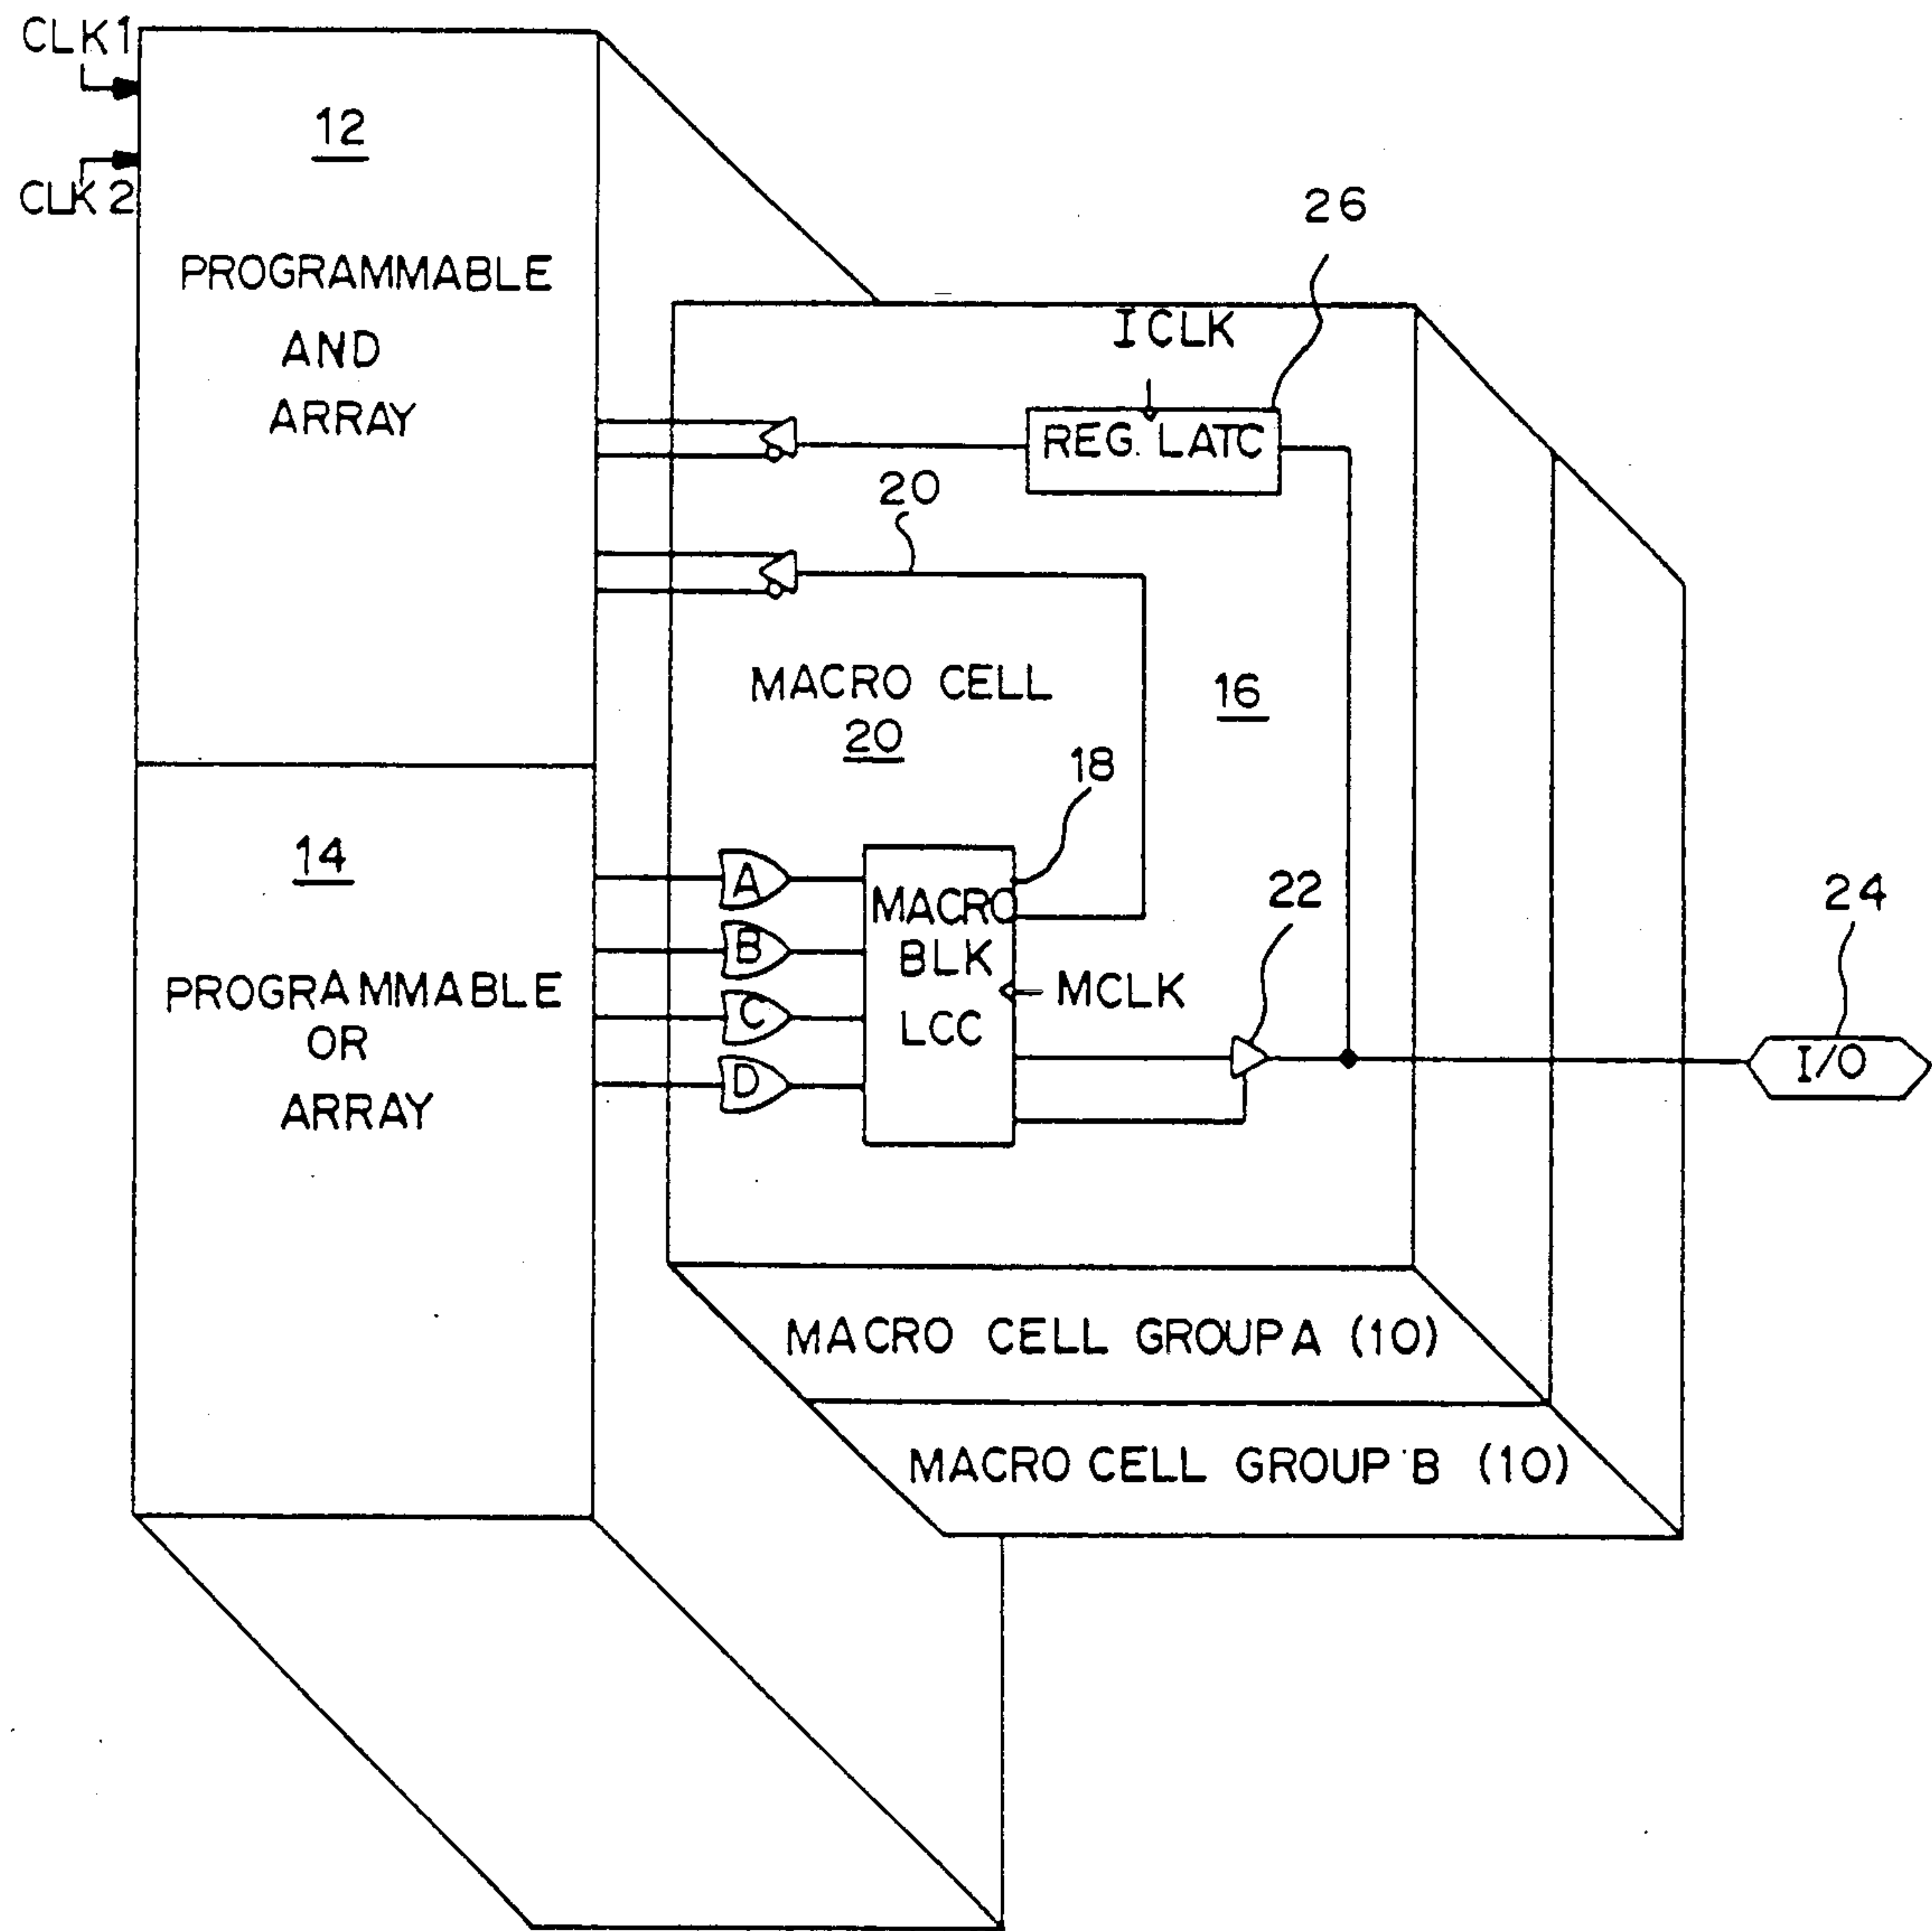 CLK1
CLK2
12
PROGRAMMABLE
AND
ARRAY
14
PROGRAMMABLE
OR
ARRAY
26
ICLK
REG. LATC
20
MACRO CELL
20
16
18
A
B
C
D
MACRO
BLK
LCC
MCLK
22
24
I/O
MACRO CELL GROUP A (10)
MACRO CELL GROUP B (10)